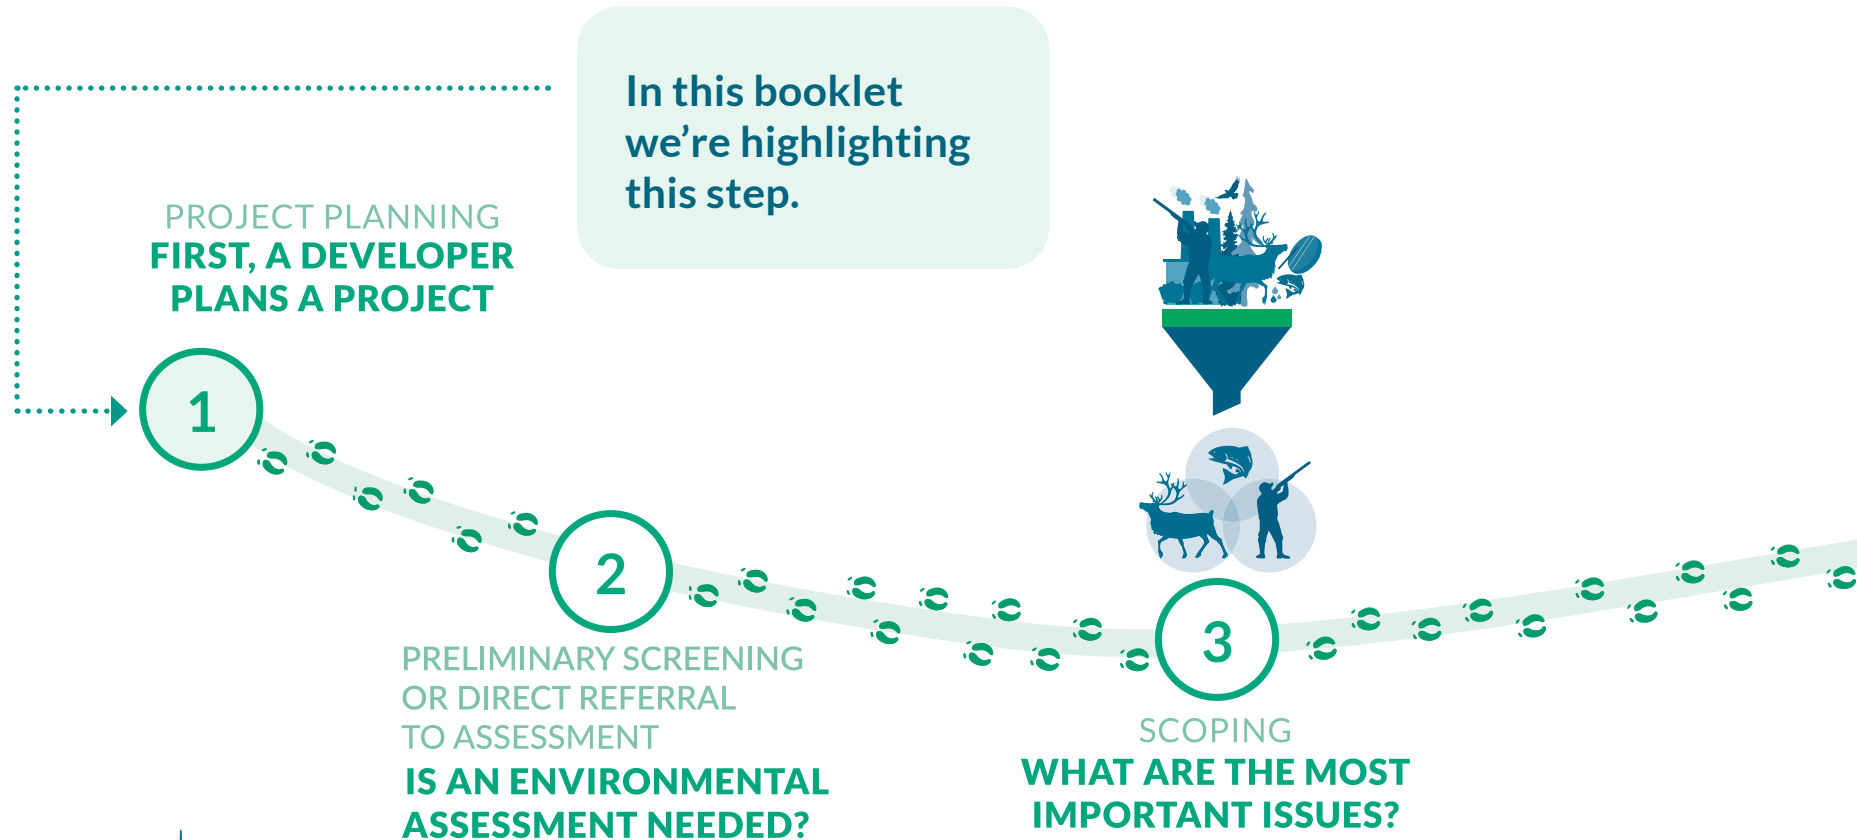 In this booklet
we’re highlighting
this step.
PROJECT PLANNING
FIRST, A DEVELOPER
PLANS A PROJECT
1
2
PRELIMINARY SCREENING
OR DIRECT REFERRAL
TO ASSESSMENT
IS AN ENVIRONMENTAL
ASSESSMENT NEEDED?
3
SCOPING
WHAT ARE THE MOST
IMPORTANT ISSUES?